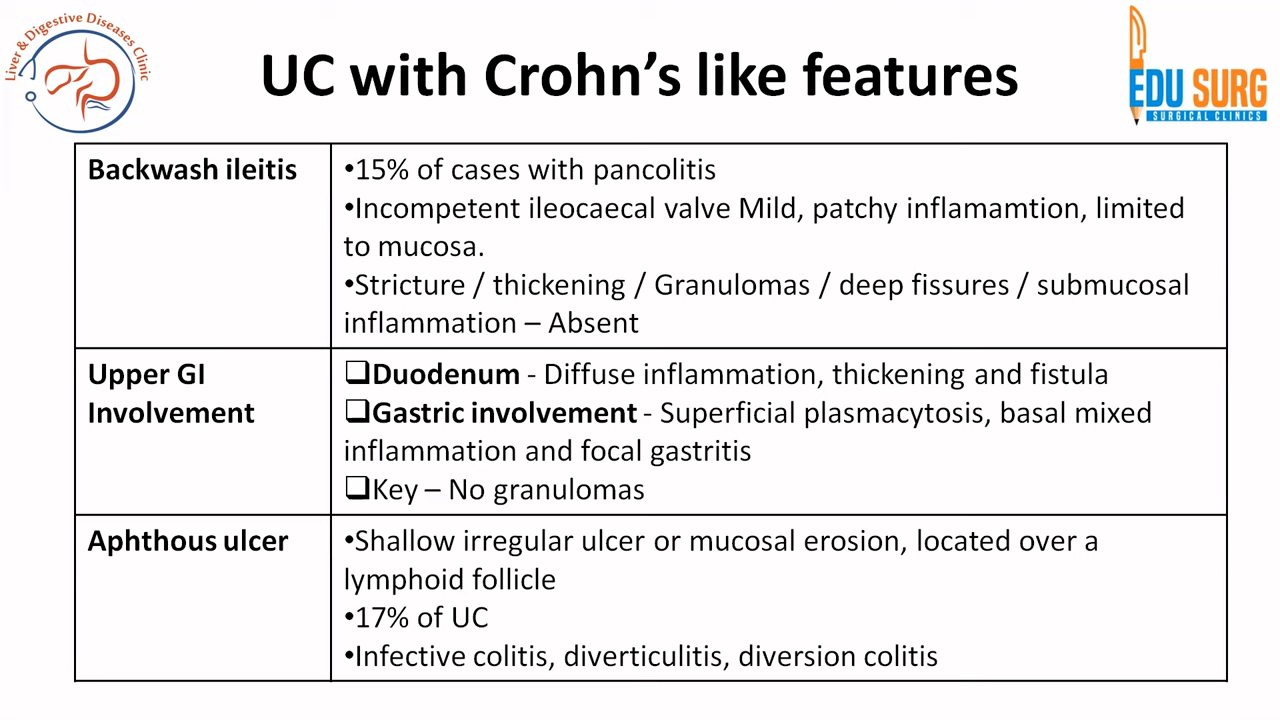 Liver & Digestive Diseases Clinic
UC with Crohn's like features
EDU SURG
SURGICAL CLINICS
Backwash ileitis
•15% of cases with pancolitis
•Incompetent ileocaecal valve Mild, patchy inflamamtion, limited
to mucosa.
•Stricture / thickening / Granulomas / deep fissures / submucosal
inflammation – Absent
Upper GI
Involvement
❑Duodenum - Diffuse inflammation, thickening and fistula
❑Gastric involvement - Superficial plasmacytosis, basal mixed
inflammation and focal gastritis
❑Key – No granulomas
Aphthous ulcer
•Shallow irregular ulcer or mucosal erosion, located over a
lymphoid follicle
•17% of UC
•Infective colitis, diverticulitis, diversion colitis